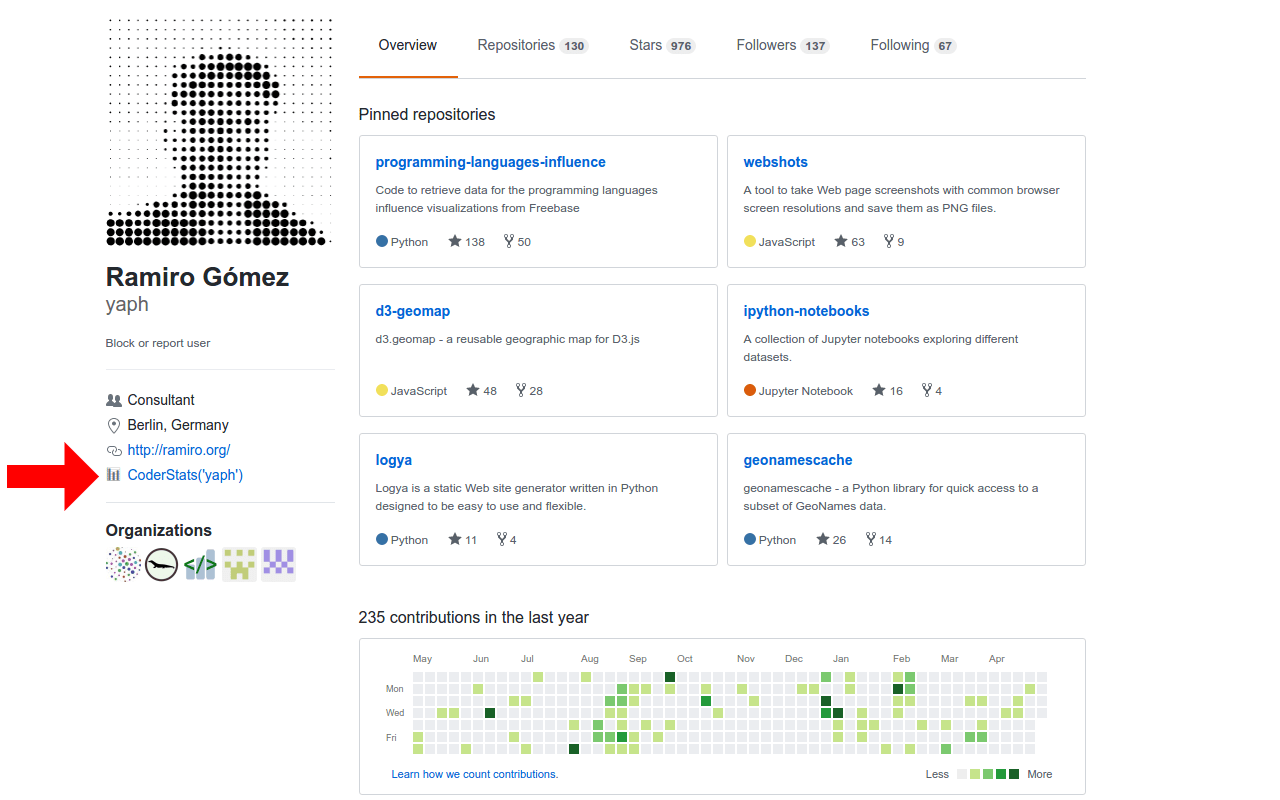 Overview Repositories 130 Stars 976 Followers 137 Following 67
Ramiro Gómez
yaph
Block or report user
Consultant
Berlin, Germany
http://ramiro.org/
CoderStats('yaph')
Organizations
</>
Pinned repositories
programming-languages-influence
Code to retrieve data for the programming languages
influence visualizations from Freebase
Python 138 50
webshots
A tool to take Web page screenshots with common browser
screen resolutions and save them as PNG files.
JavaScript 63 9
d3-geomap
d3.geomap - a reusable geographic map for D3.js
JavaScript 48 28
ipython-notebooks
A collection of Jupyter notebooks exploring different
datasets.
Jupyter Notebook 16 4
logya
Logya is a static Web site generator written in Python
designed to be easy to use and flexible.
Python 11 4
geonamescache
geonamescache - a Python library for quick access to a
subset of GeoNames data.
Python 26 14
235 contributions in the last year
May Jun Jul Aug Sep Oct Nov Dec Jan Feb Mar Apr
Mon
Wed
Fri
Learn how we count contributions. Less More